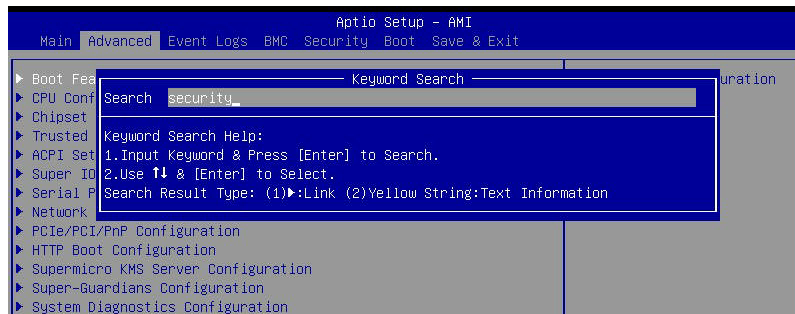 Aptio Setup – AMI
Main Advanced Event Logs BMC Security Boot Save & Exit
▶ Boot Fea
Keyword Search
uration
▶ CPU Conf
Search security_
▶ Chipset
▶ Trusted
Keyword Search Help:
▶ ACPI Set
1.Input Keyword & Press [Enter] to Search.
▶ Super IO
2.Use ↑↓ & [Enter] to Select.
▶ Serial P
Search Result Type: (1)▶:Link (2)Yellow String:Text Information
▶ Network
▶ PCIe/PCI/PnP Configuration
▶ HTTP Boot Configuration
▶ Supermicro KMS Server Configuration
▶ Super-Guardians Configuration
▶ System Diagnostics Configuration